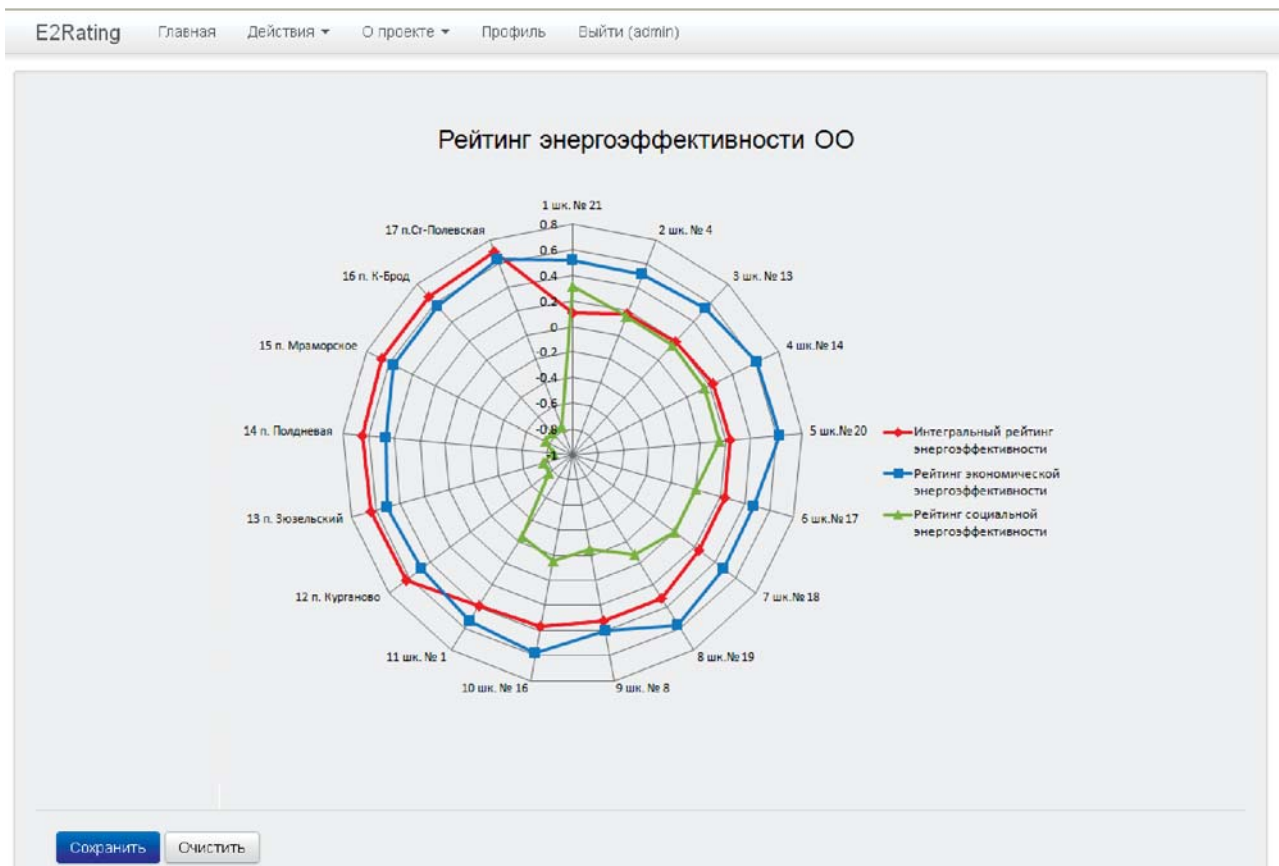 E2Rating Главная Действия О проекте Профиль Выйти (admin)
Рейтинг энергоэффективности ОО
1 шк. № 21
2 шк. № 4
3 шк. № 13
4 шк. № 14
5 шк. № 20
6 шк. № 17
7 шк. № 18
8 шк. № 19
9 шк. № 8
10 шк. № 16
11 шк. № 1
12 п. Курганово
13 п. Зюзельский
14 п. Полдневая
15 п. Мраморское
16 п. К-Брод
17 п.Ст-Полевская
0.8
0.6
0.4
0.2
0
-0.2
-0.4
-0.6
-0.8
-1
Интегральный рейтинг
энергоэффективности
Рейтинг экономической
энергоэффективности
Рейтинг социальной
энергоэффективности
Сохранить Очистить